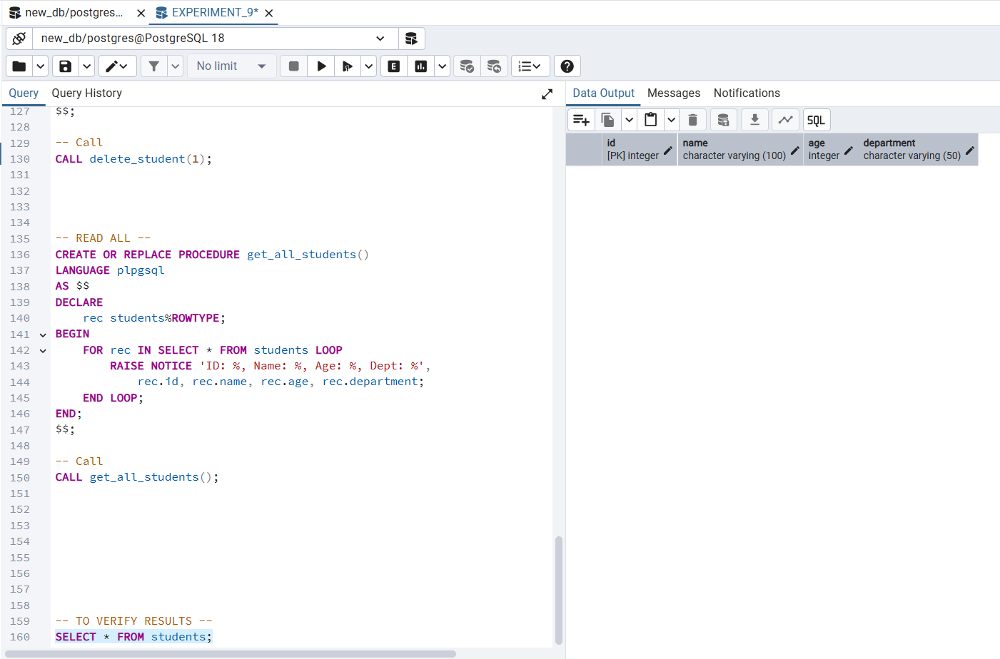 new_db/postgres...
EXPERIMENT_9*
new_db/postgres@PostgreSQL 18
No limit
E
Query
Query History
127 $$;
128
129 -- Call
130 CALL delete_student(1);
131
132
133
134
135 -- READ ALL --
136 CREATE OR REPLACE PROCEDURE get_all_students()
137 LANGUAGE plpgsql
138 AS $$
139 DECLARE
140 rec students%ROWTYPE;
141 BEGIN
142 FOR rec IN SELECT * FROM students LOOP
143 RAISE NOTICE 'ID: %, Name: %, Age: %, Dept: %',
144 rec.id, rec.name, rec.age, rec.department;
145 END LOOP;
146 END;
147 $$;
148
149 -- Call
150 CALL get_all_students();
151
152
153
154
155
156
157
158
159 -- TO VERIFY RESULTS --
160 SELECT * FROM students;
Data Output
Messages
Notifications
SQL
id
[PK] integer
name
character varying (100)
age
integer
department
character varying (50)